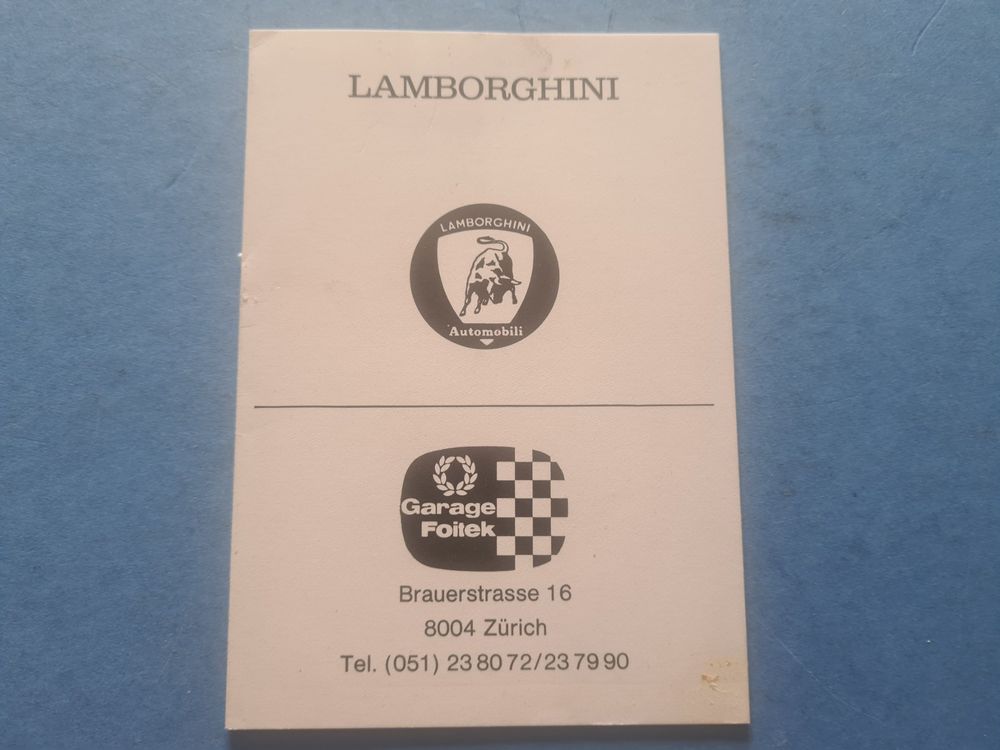 LAMBORGHINI
LAMBORGHINI
Automobili
Garage
Foitek
Brauerstrasse 16
8004 Zürich
Tel. (051) 23 80 72/23 79 90